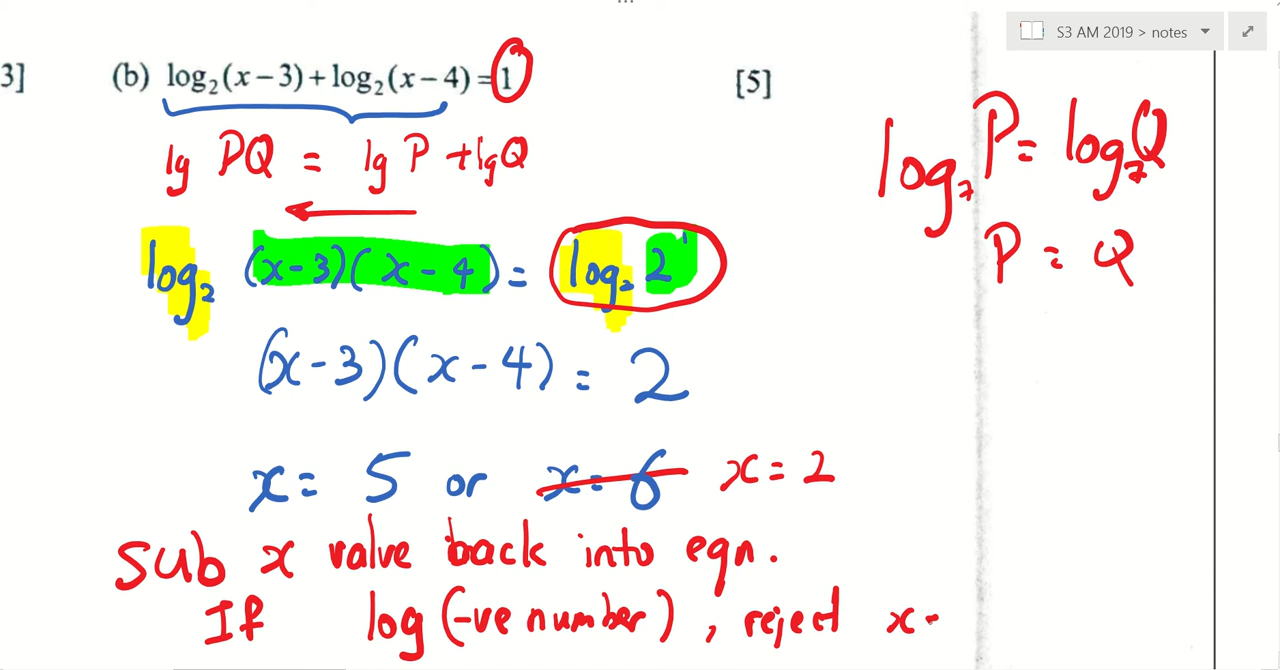 S3 AM 2019 > notes
3] (b) log₂(x−3)+log₂(x−4)=1 [5]
lg PQ = lg P + lg Q
log₇ P = log₇ Q
P = Q
log₂ (x-3)(x-4) = log₂ 2¹
(x-3)(x-4) = 2
x = 5 or x = 6 x = 2
Sub x value back into eqn.
If log (-ve number), reject x.